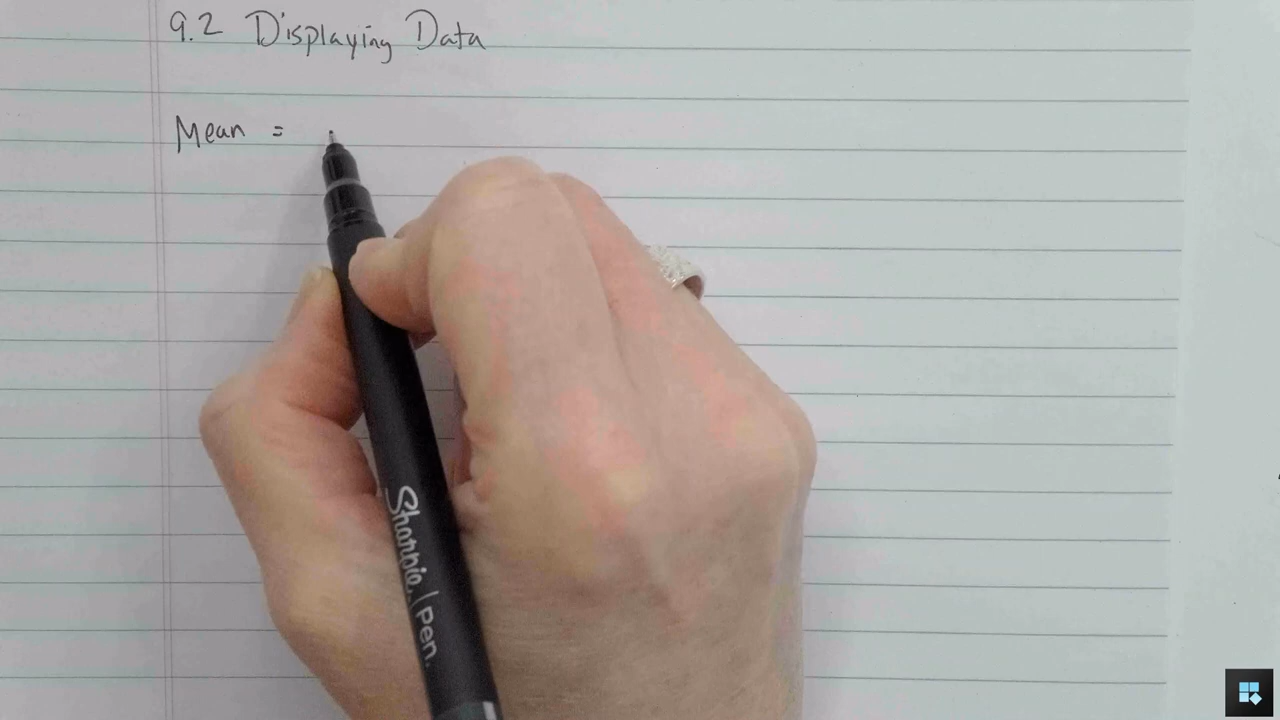 9.2 Displaying Data
Mean =
Sharpie | Pen.